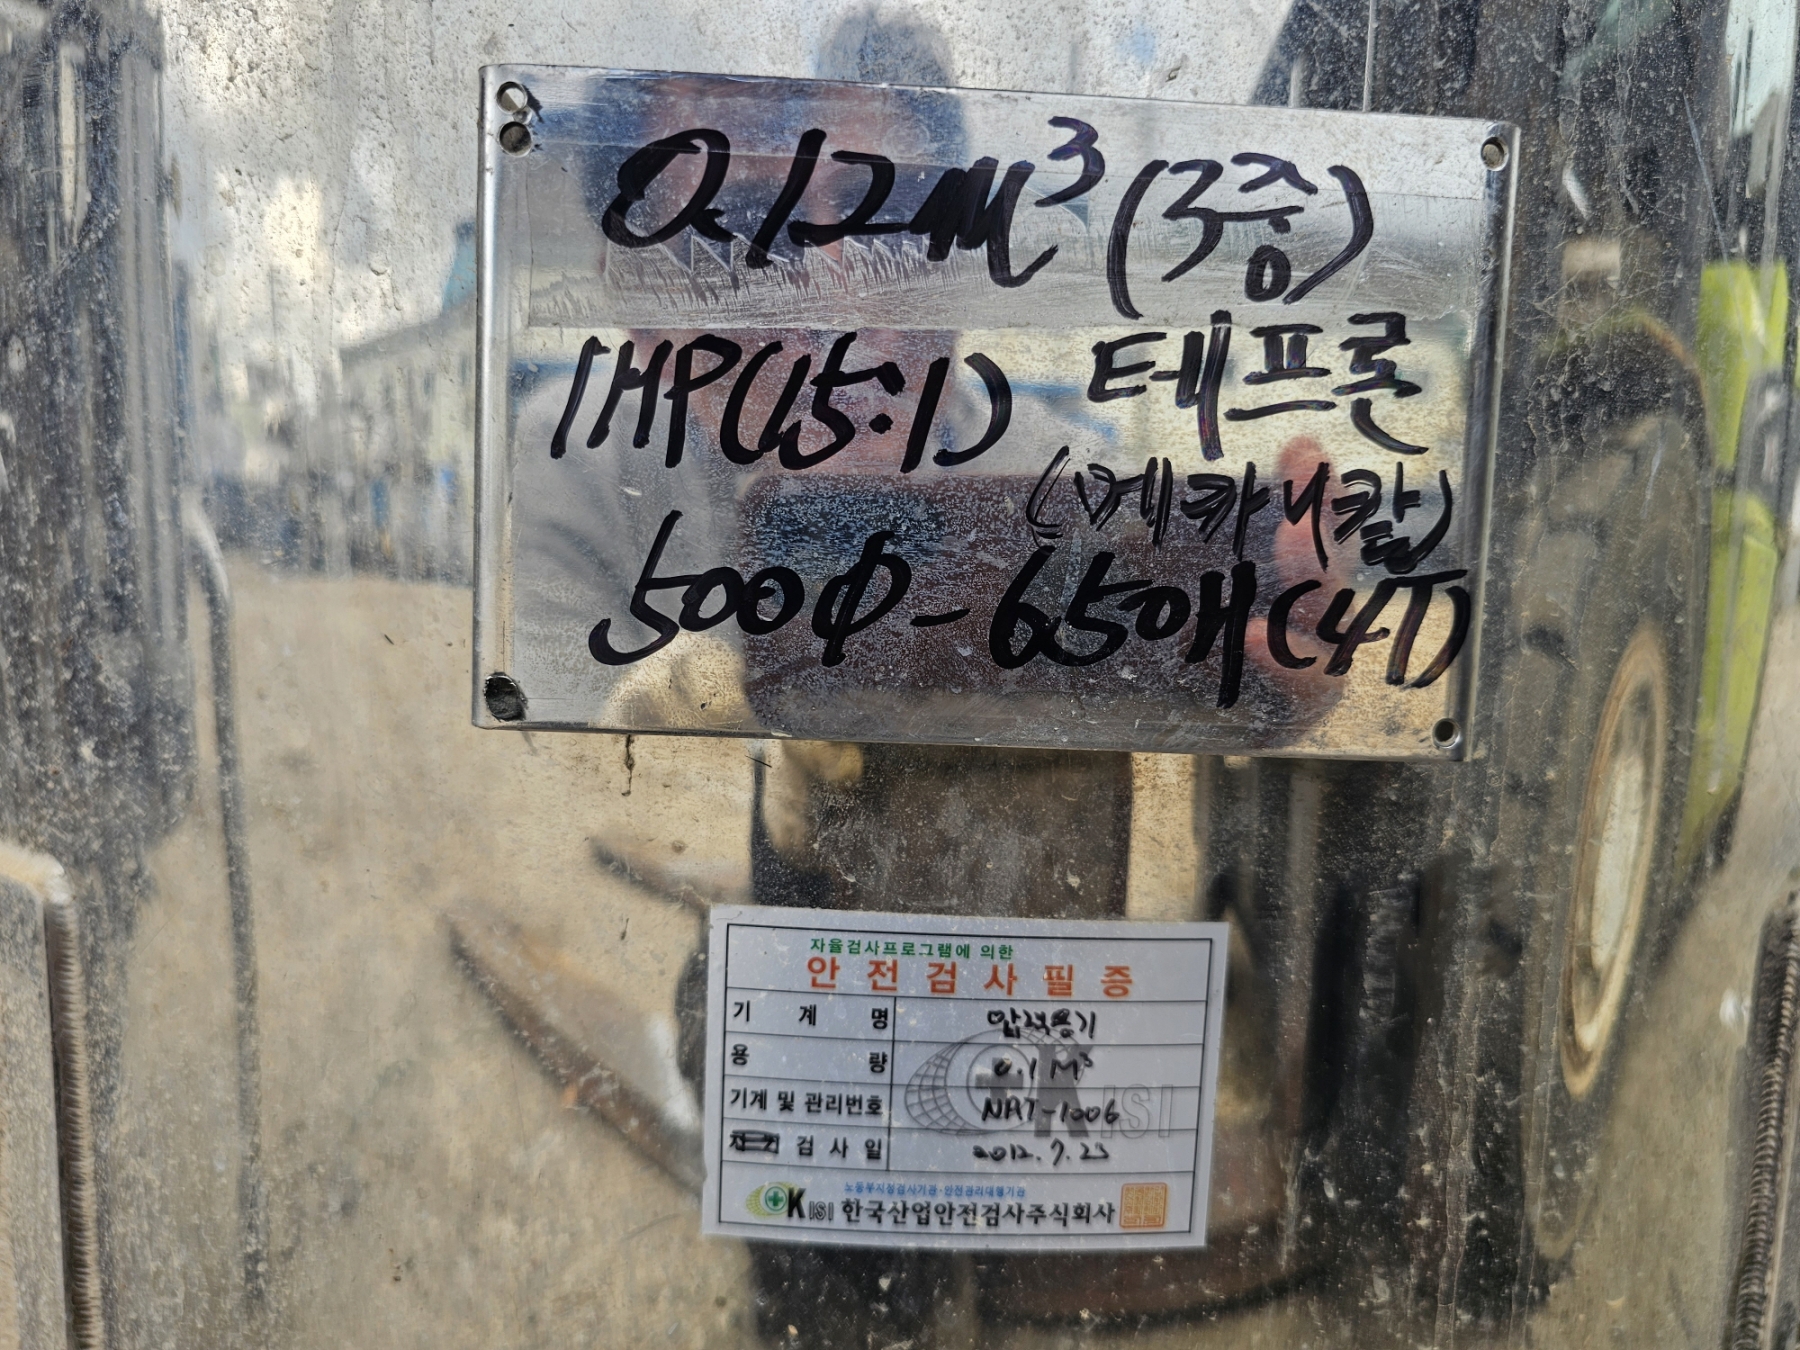 0.12M³ (3중)
1HP(15:1) 테프론
(메카니칼)
500Φ-650H(4T)
자율검사프로그램에 의한
안전검사필증
기계명 압력용기
용량 0.1M³
기계 및 관리번호 NAT-1006
검사일 2012.7.23
노동부지정검사기관·안전관리대행기관
KISI 한국산업안전검사주식회사